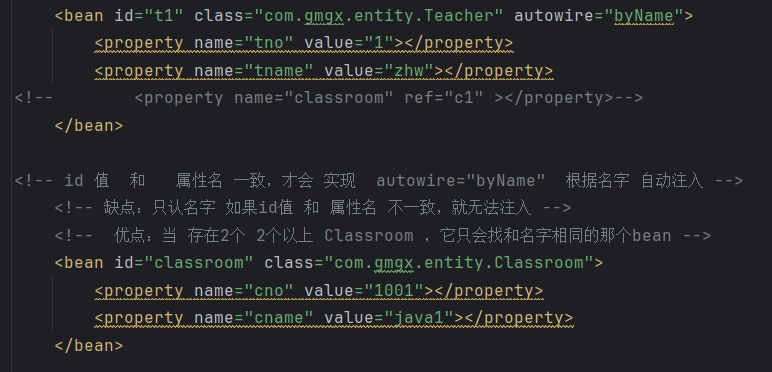 <bean id="t1" class="com.gmgx.entity.Teacher" autowire="byName">
<property name="tno" value="1"></property>
<property name="tname" value="zhw"></property>
<!--        <property name="classroom" ref="c1" ></property>-->
</bean>
<!-- id 值  和   属性名 一致，才会 实现  autowire="byName"  根据名字 自动注入 -->
<!-- 缺点：只认名字 如果id值 和 属性名 不一致，就无法注入 -->
<!--  优点：当 存在2个 2个以上 Classroom ，它只会找和名字相同的那个bean -->
<bean id="classroom" class="com.gmgx.entity.Classroom">
<property name="cno" value="1001"></property>
<property name="cname" value="java1"></property>
</bean>